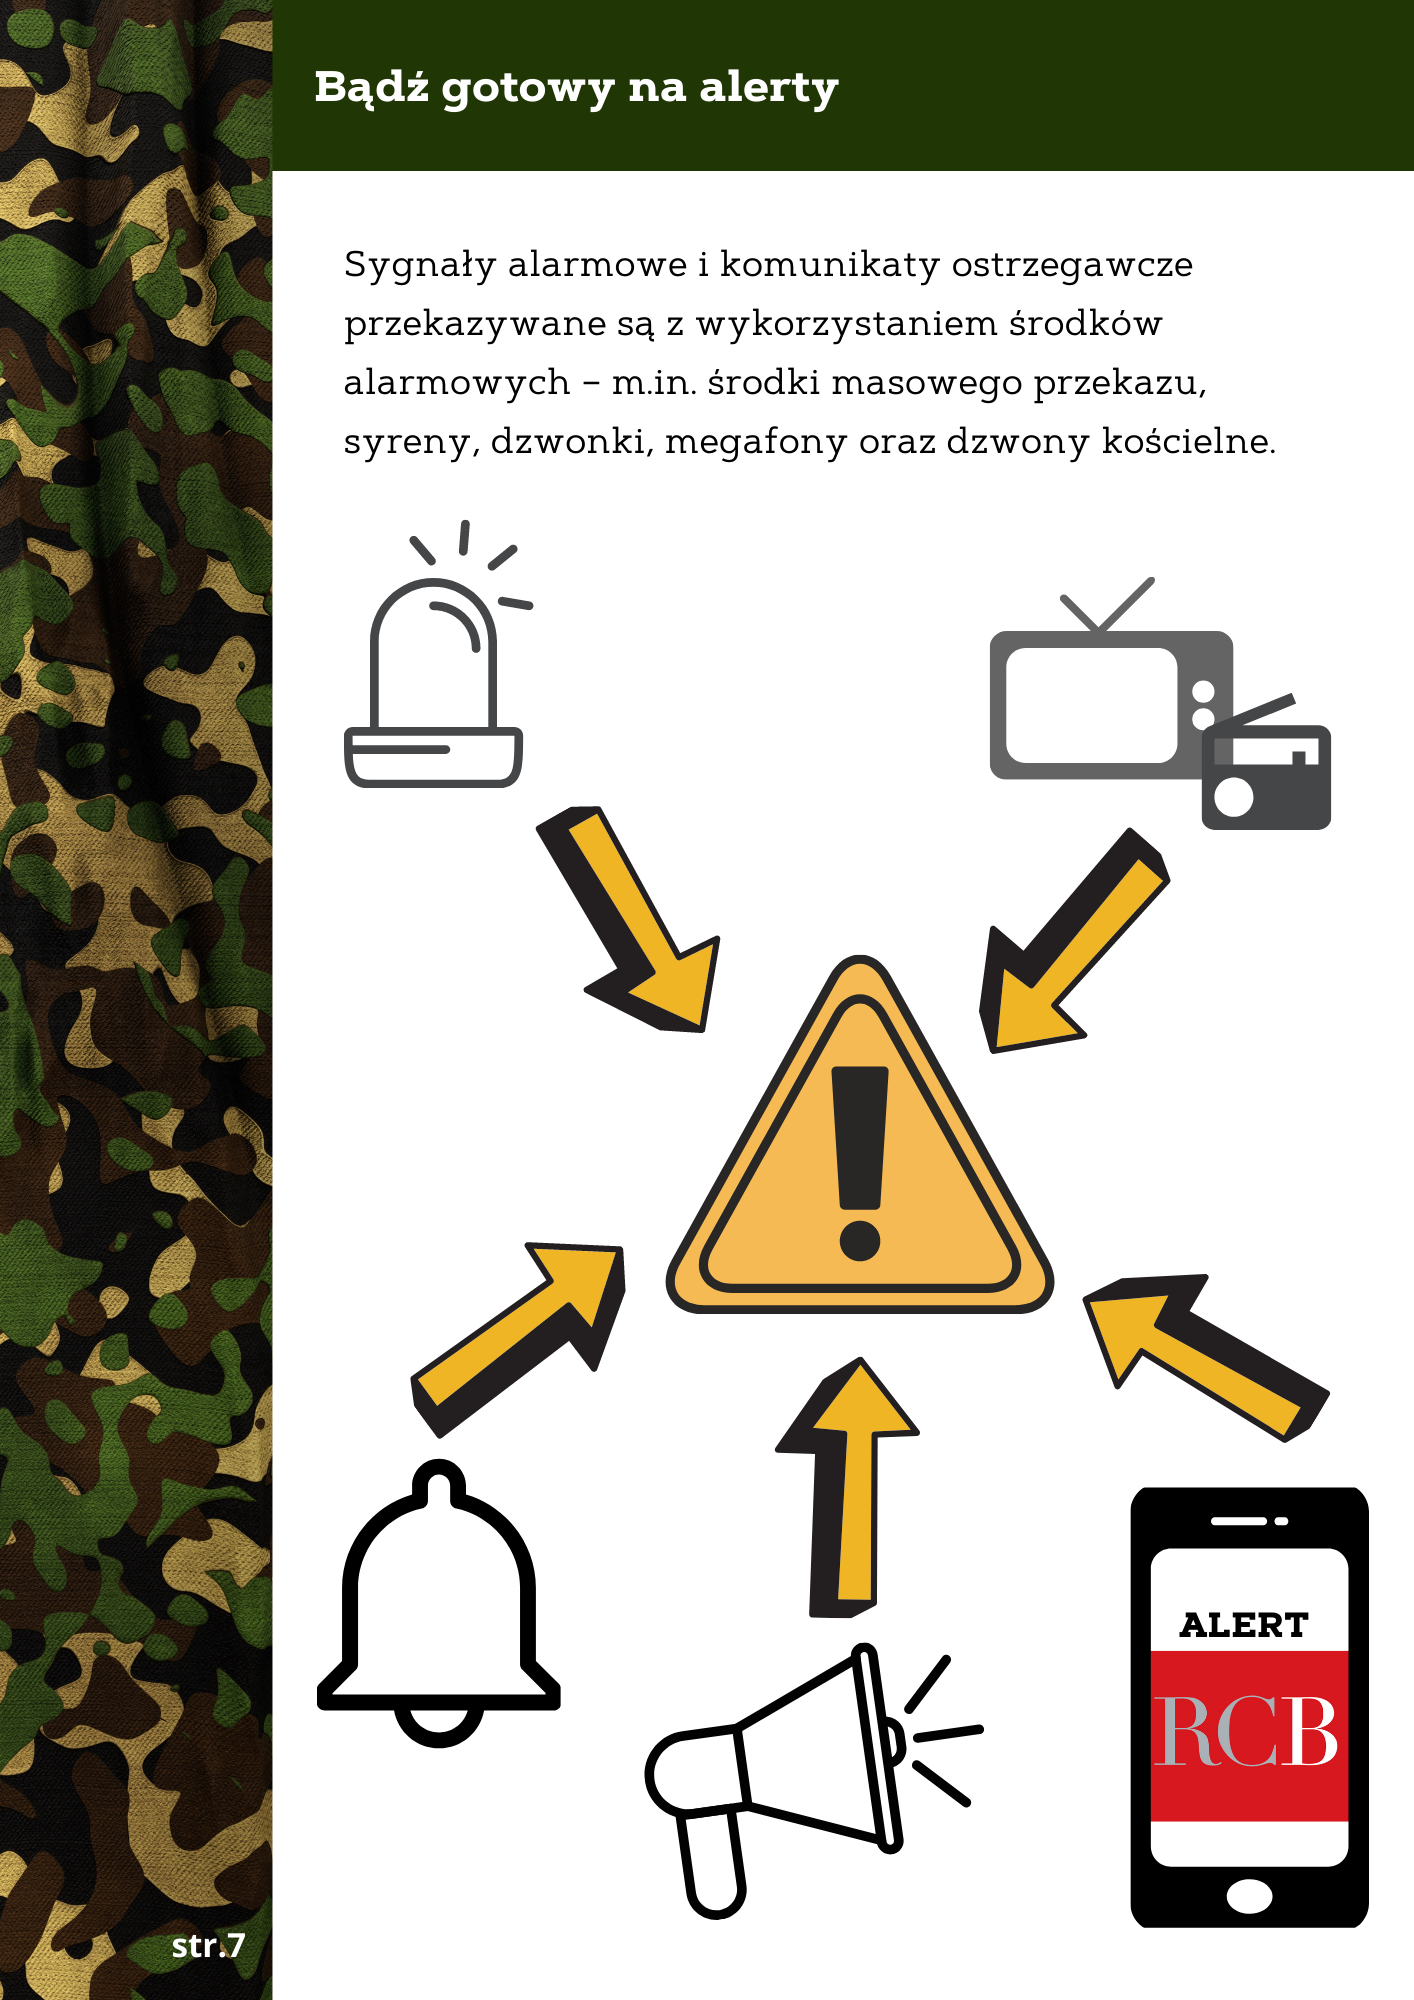 Bądź gotowy na alerty
Sygnały alarmowe i komunikaty ostrzegawcze
przekazywane są z wykorzystaniem środków
alarmowych – m.in. środki masowego przekazu,
syreny, dzwonki, megafony oraz dzwony kościelne.
ALERT
RCB
str.7